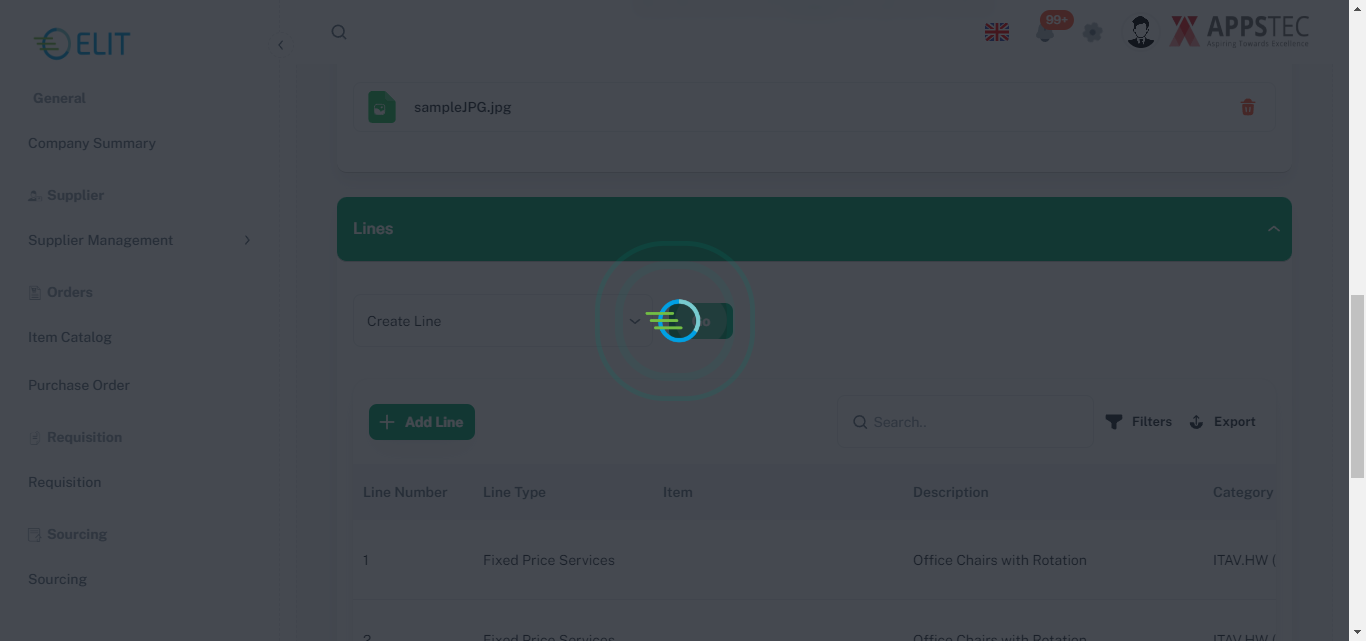 ELIT
99+
APPSTEC
Aspiring Towards Excellence
General
Company Summary
Supplier
Supplier Management
Orders
Item Catalog
Purchase Order
Requisition
Requisition
Sourcing
Sourcing
sampleJPG.jpg
Lines
Create Line
Add Line
Search..
Filters
Export
Line Number Line Type Item Description Category
1 Fixed Price Services Office Chairs with Rotation ITAV.HW (
2 Fixed Price Services Office Chairs with Rotation ITAV.HW (